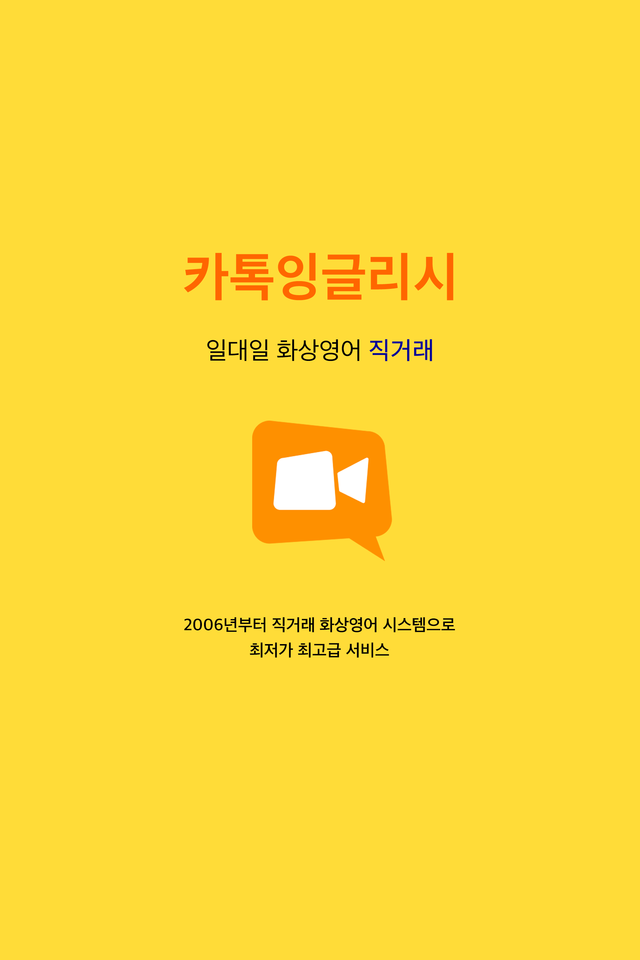 카톡잉글리시
일대일 화상영어 직거래
2006년부터 직거래 화상영어 시스템으로
최저가 최고급 서비스